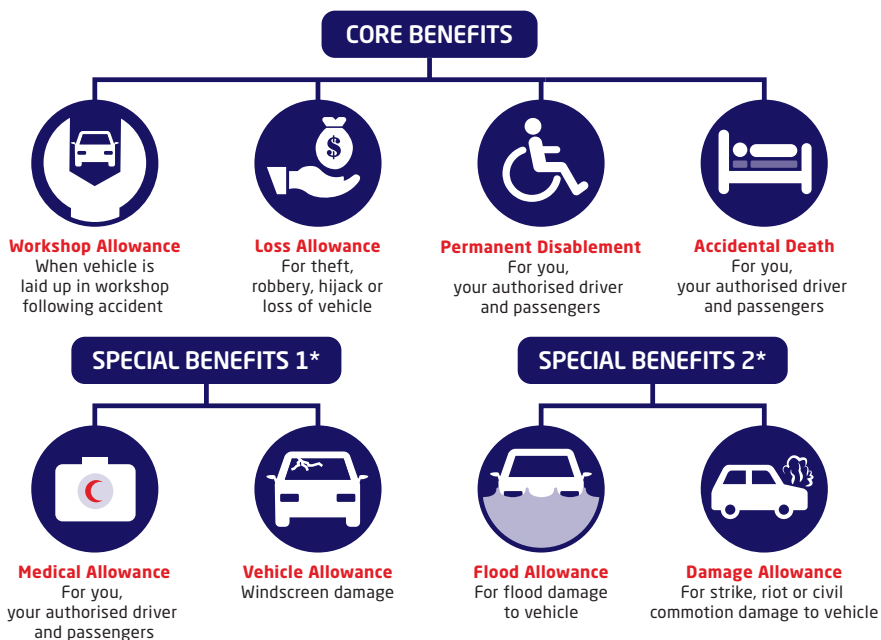 CORE BENEFITS
$
Workshop Allowance
When vehicle is
laid up in workshop
following accident
Loss Allowance
For theft,
robbery, hijack or
loss of vehicle
Permanent Disablement
For you,
your authorised driver
and passengers
Accidental Death
For you,
your authorised driver
and passengers
SPECIAL BENEFITS 1*
Medical Allowance
For you,
your authorised driver
and passengers
Vehicle Allowance
Windscreen damage
SPECIAL BENEFITS 2*
Flood Allowance
For flood damage
to vehicle
Damage Allowance
For strike, riot or civil
commotion damage to vehicle